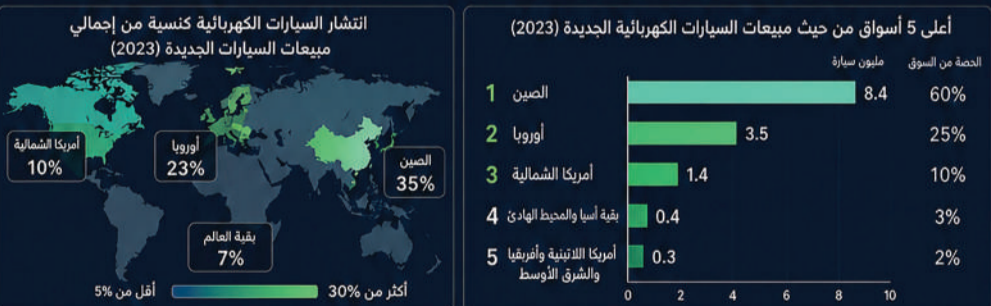 انتشار السيارات الكهربائية كنسبة من إجمالي
مبيعات السيارات الجديدة (2023)
أمريكا الشمالية
10%
أوروبا
23%
الصين
35%
بقية العالم
7%
أقل من 5%
أكثر من 30%
أعلى 5 أسواق من حيث مبيعات السيارات الكهربائية الجديدة (2023)
مليون سيارة
الحصة من السوق
1 الصين 8.4 60%
2 أوروبا 3.5 25%
3 أمريكا الشمالية 1.4 10%
4 بقية أسيا والمحيط الهادئ 0.4 3%
5 أمريكا اللاتينية وأفريقيا 0.3 2%
والشرق الأوسط
0 2 4 6 8 10